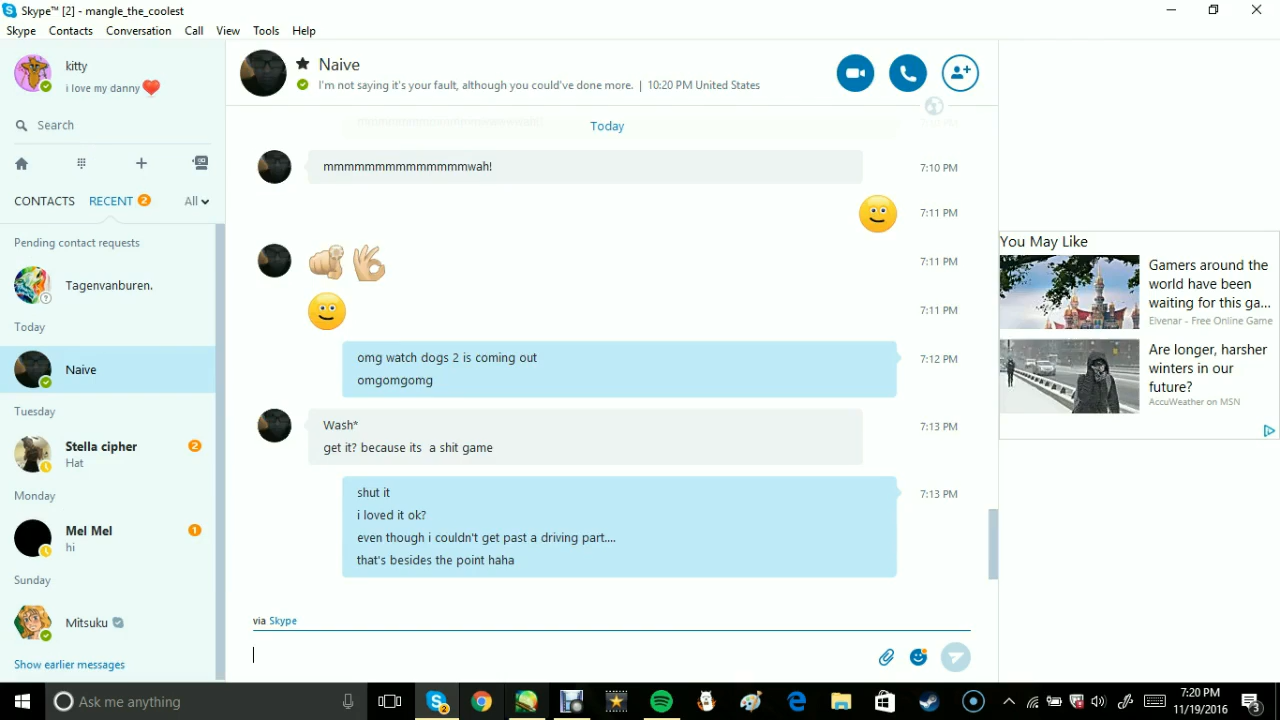 Skype™ [2] - mangle_the_coolest
Skype Contacts Conversation Call View Tools Help
kitty
i love my danny
Search
CONTACTS RECENT 2 All
Pending contact requests
Tagenvanburen.
Today
Naive
Tuesday
Stella cipher 2
Hat
Monday
Mel Mel 1
hi
Sunday
Mitsuku
Show earlier messages
Naive
I'm not saying it's your fault, although you could've done more. | 10:20 PM United States
Today
mmmmmmmmmmmmmmwah! 7:10 PM
7:11 PM
7:11 PM
7:11 PM
omg watch dogs 2 is coming out 7:12 PM
omgomgomg
Wash* 7:13 PM
get it? because its a shit game
shut it 7:13 PM
i loved it ok?
even though i couldn't get past a driving part....
that's besides the point haha
via Skype
You May Like
Gamers around the
world have been
waiting for this ga...
Elvenar - Free Online Game
Are longer, harsher
winters in our
future?
AccuWeather on MSN
Ask me anything
2
7:20 PM
11/19/2016
3